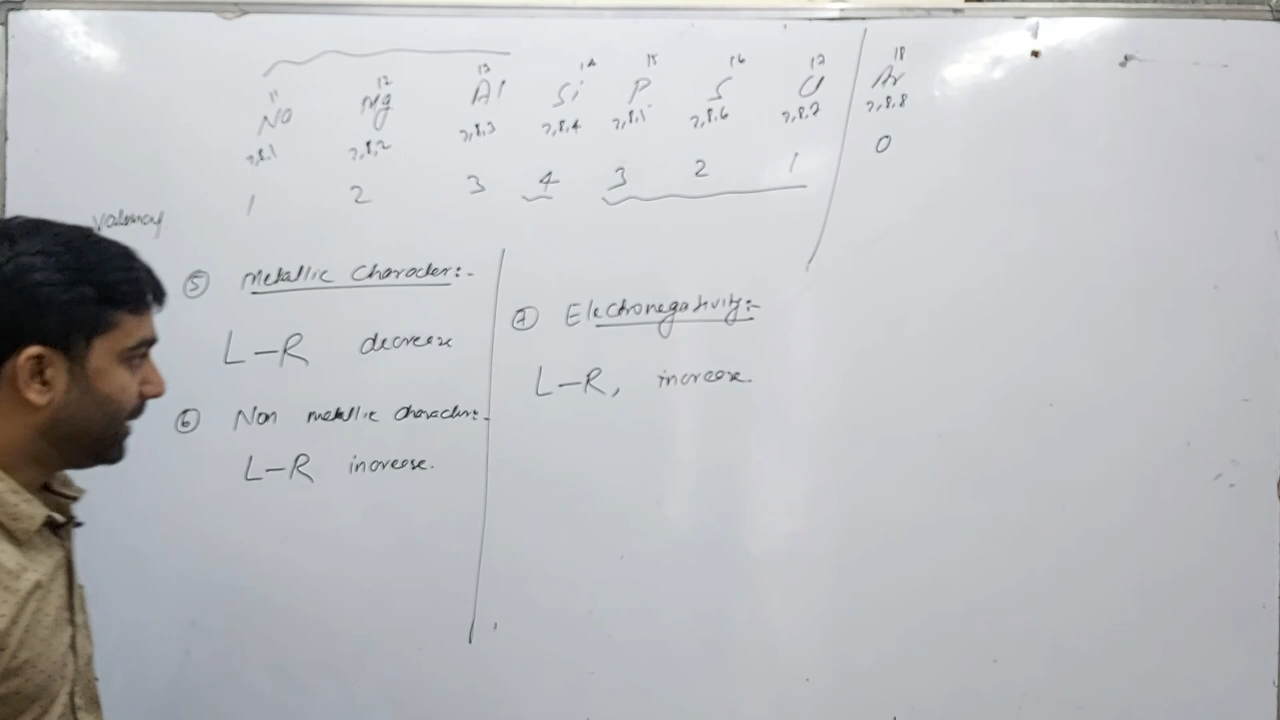 11 12 13 14 15 16 17 18
Na Mg Al Si P S Cl Ar
2,8,1 2,8,2 2,8,3 2,8,4 2,8,5 2,8,6 2,8,7 2,8,8
1 2 3 4 3 2 1 0
Valency
⑤ Metallic Character:-
L-R decrease
⑥ Non metallic Character:-
L-R increase.
⑦ Electronegativity:-
L-R, increase.